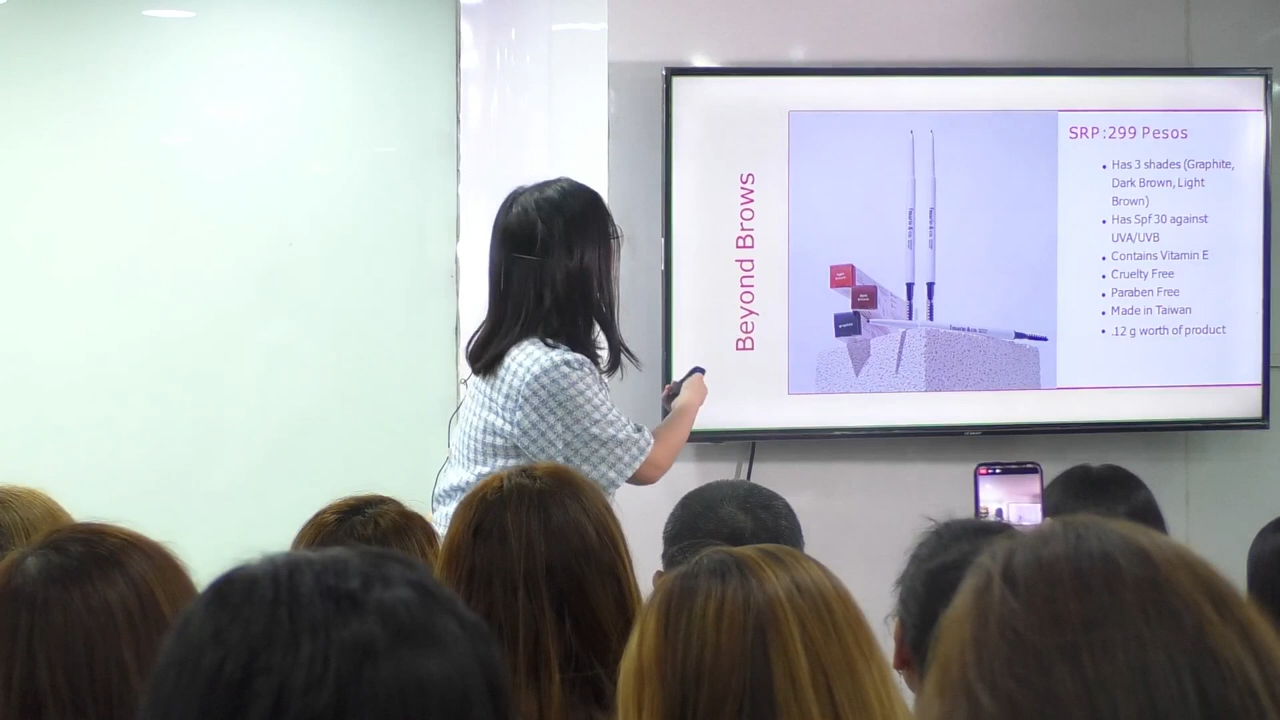 Beyond Brows
SRP:299 Pesos
• Has 3 shades (Graphite,
Dark Brown, Light
Brown)
• Has Spf 30 against
UVA/UVB
• Contains Vitamin E
• Cruelty Free
• Paraben Free
• Made in Taiwan
• .12 g worth of product